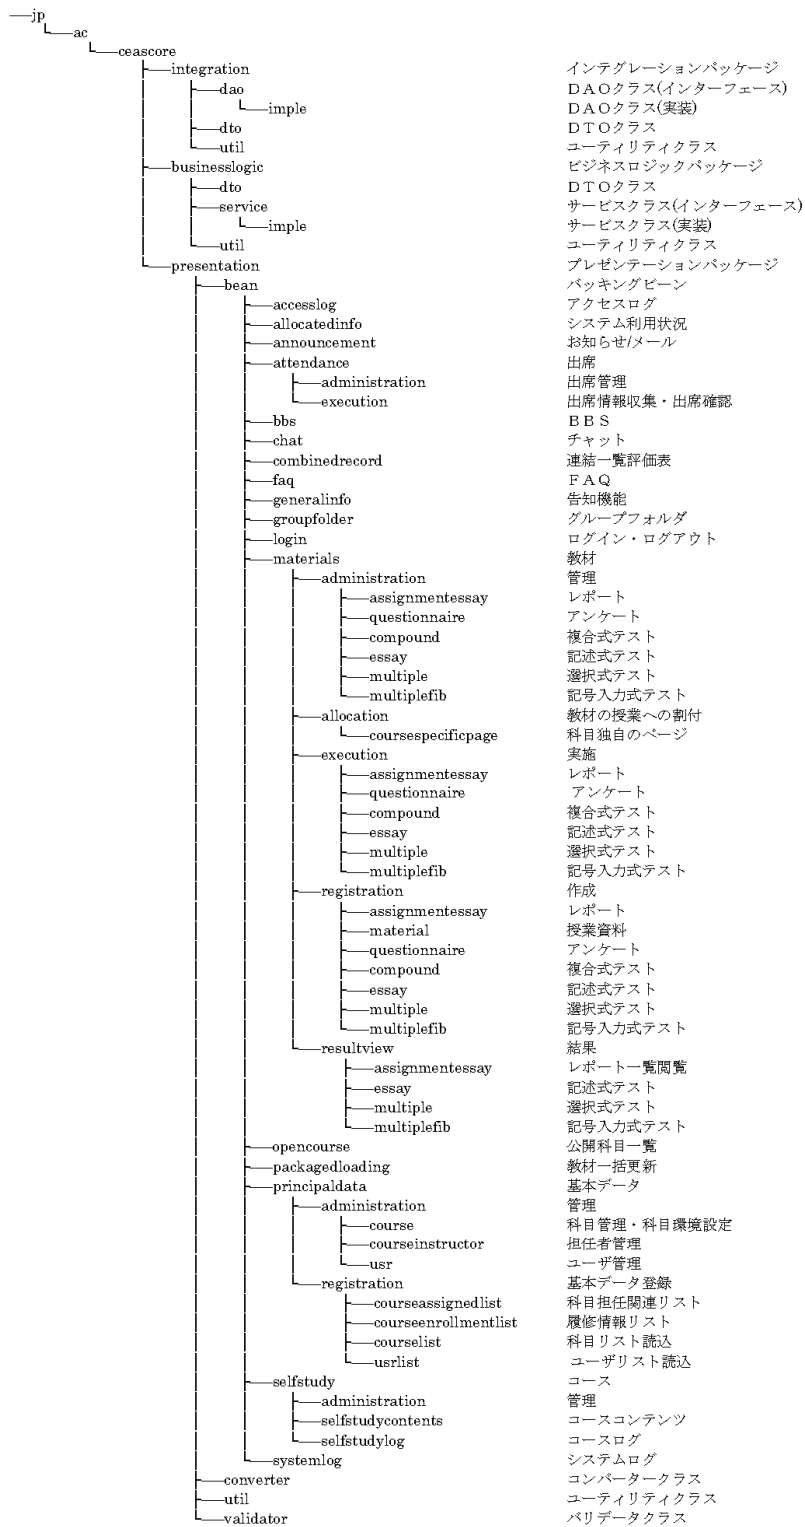 jp
ac
ceascore
integration インテグレーションパッケージ
dao ＤＡＯクラス(インターフェース)
imple ＤＡＯクラス(実装)
dto ＤＴＯクラス
util ユーティリティクラス
businesslogic ビジネスロジックパッケージ
dto ＤＴＯクラス
service サービスクラス(インターフェース)
imple サービスクラス(実装)
util ユーティリティクラス
presentation プレゼンテーションパッケージ
bean バッキングビーン
accesslog アクセスログ
allocatedinfo システム利用状況
announcement お知らせ/メール
attendance 出席
administration 出席管理
execution 出席情報収集・出席確認
bbs ＢＢＳ
chat チャット
combinedrecord 連結一覧評価表
faq ＦＡＱ
generalinfo 告知機能
groupfolder グループフォルダ
login ログイン・ログアウト
materials 教材
administration 管理
assignmentessay レポート
questionnaire アンケート
compound 複合式テスト
essay 記述式テスト
multiple 選択式テスト
multiplefib 記号入力式テスト
allocation 教材の授業への割付
coursespecificpage 科目独自のページ
execution 実施
assignmentessay レポート
questionnaire アンケート
compound 複合式テスト
essay 記述式テスト
multiple 選択式テスト
multiplefib 記号入力式テスト
registration 作成
assignmentessay レポート
material 授業資料
questionnaire アンケート
compound 複合式テスト
essay 記述式テスト
multiple 選択式テスト
multiplefib 記号入力式テスト
resultview 結果
assignmentessay レポート一覧閲覧
essay 記述式テスト
multiple 選択式テスト
multiplefib 記号入力式テスト
opencourse 公開科目一覧
packagedloading 教材一括更新
principaldata 基本データ
administration 管理
course 科目管理・科目環境設定
courseinstructor 担任者管理
usr ユーザ管理
registration 基本データ登録
courseassignedlist 科目担任関連リスト
courseenrollmentlist 履修情報リスト
courselist 科目リスト読込
usrlist ユーザリスト読込
selfstudy コース
administration 管理
selfstudycontents コースコンテンツ
selfstudylog コースログ
systemlog システムログ
converter コンバータークラス
util ユーティリティクラス
validator バリデータクラス